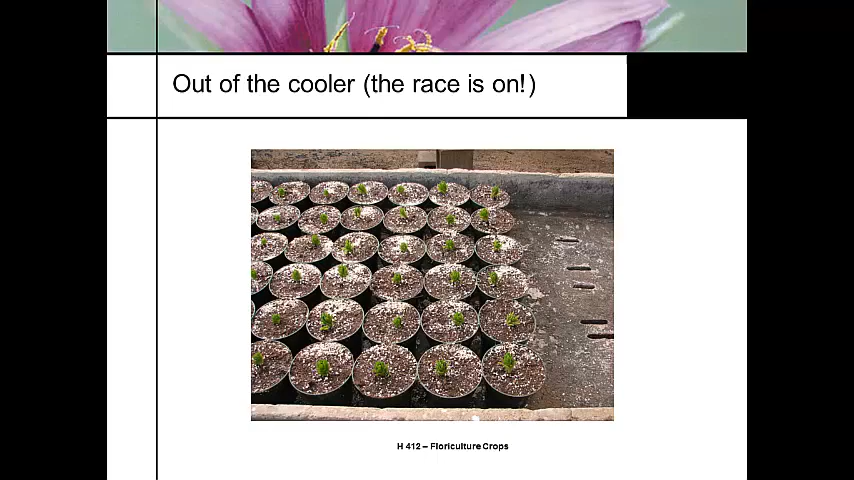 Out of the cooler (the race is on!)
H 412 – Floriculture Crops